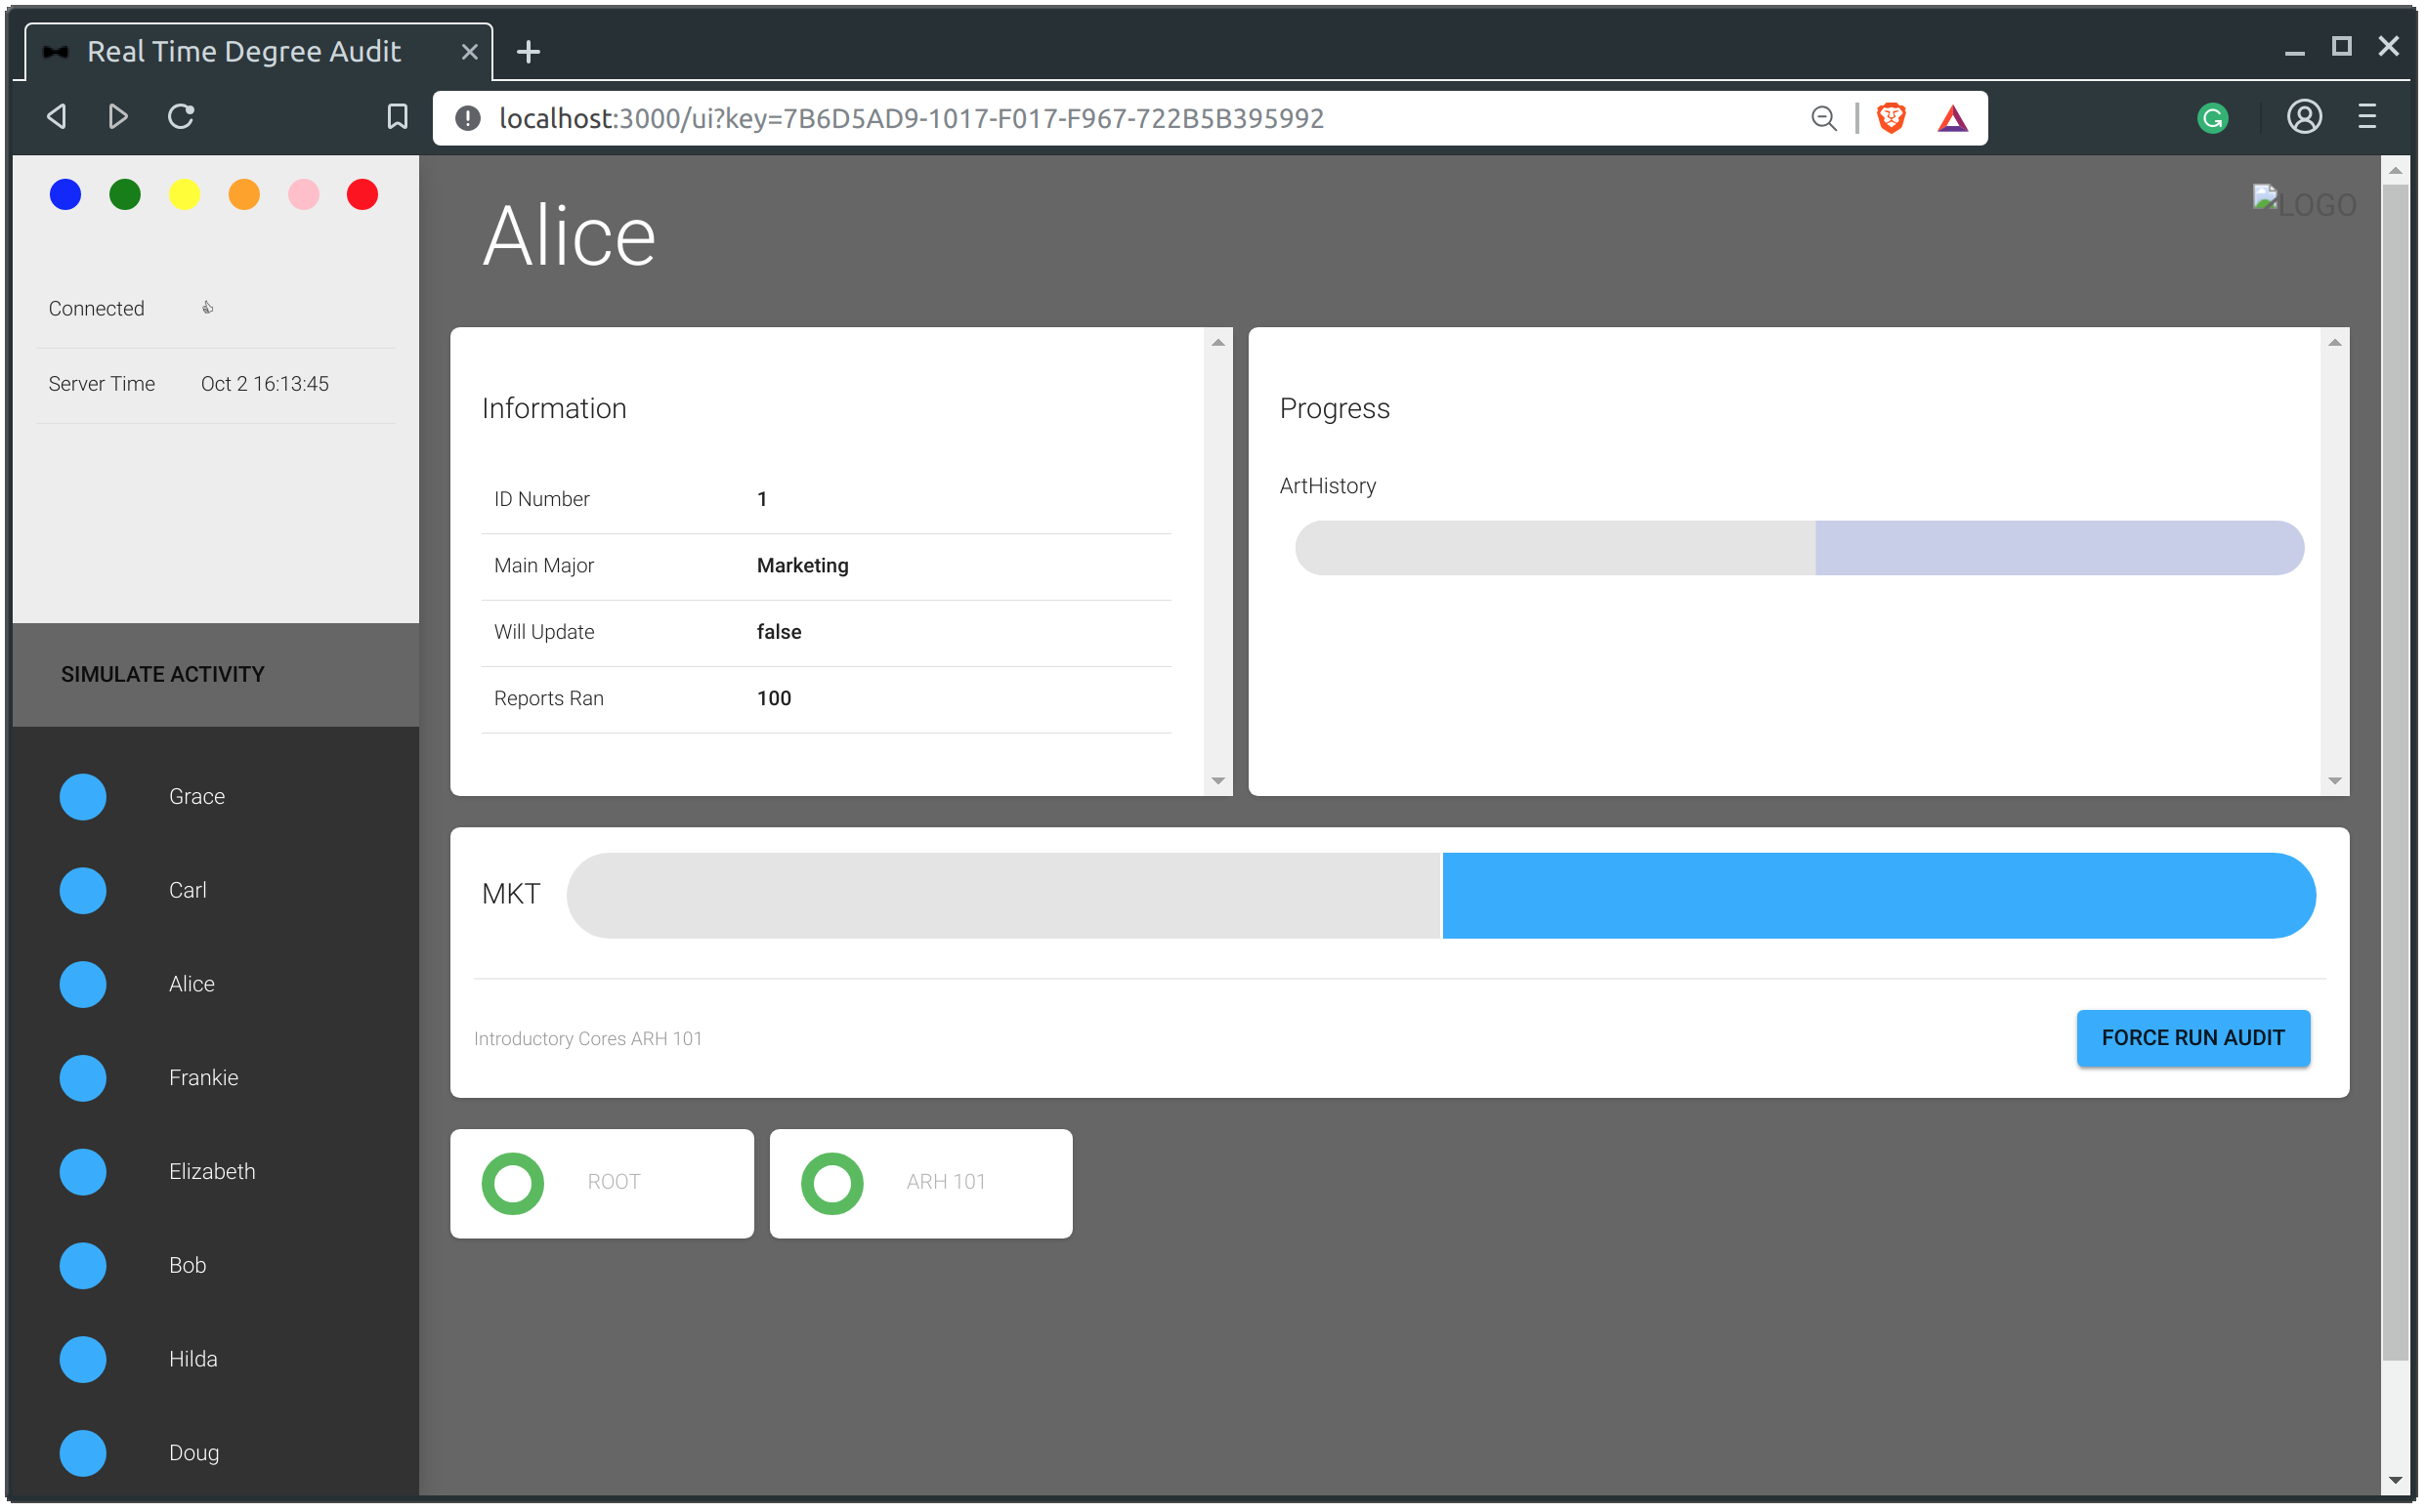 Real Time Degree Audit
localhost:3000/ui?key=7B6D5AD9-1017-F017-F967-722B5B395992
Connected 👍
Server Time Oct 2 16:13:45
SIMULATE ACTIVITY
Grace
Carl
Alice
Frankie
Elizabeth
Bob
Hilda
Doug
Alice
LOGO
Information
ID Number 1
Main Major Marketing
Will Update false
Reports Ran 100
Progress
ArtHistory
MKT
Introductory Cores ARH 101
FORCE RUN AUDIT
ROOT
ARH 101